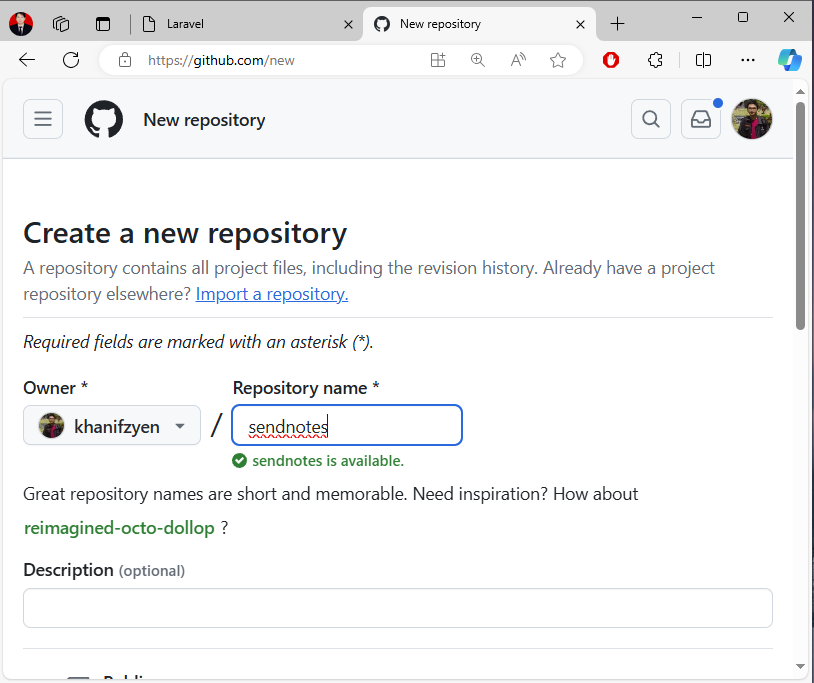 Laravel
New repository
https://github.com/new
New repository
Create a new repository
A repository contains all project files, including the revision history. Already have a project
repository elsewhere? Import a repository.
Required fields are marked with an asterisk (*).
Owner *
Repository name *
khanifzyen
/
sendnotes
sendnotes is available.
Great repository names are short and memorable. Need inspiration? How about
reimagined-octo-dollop ?
Description (optional)